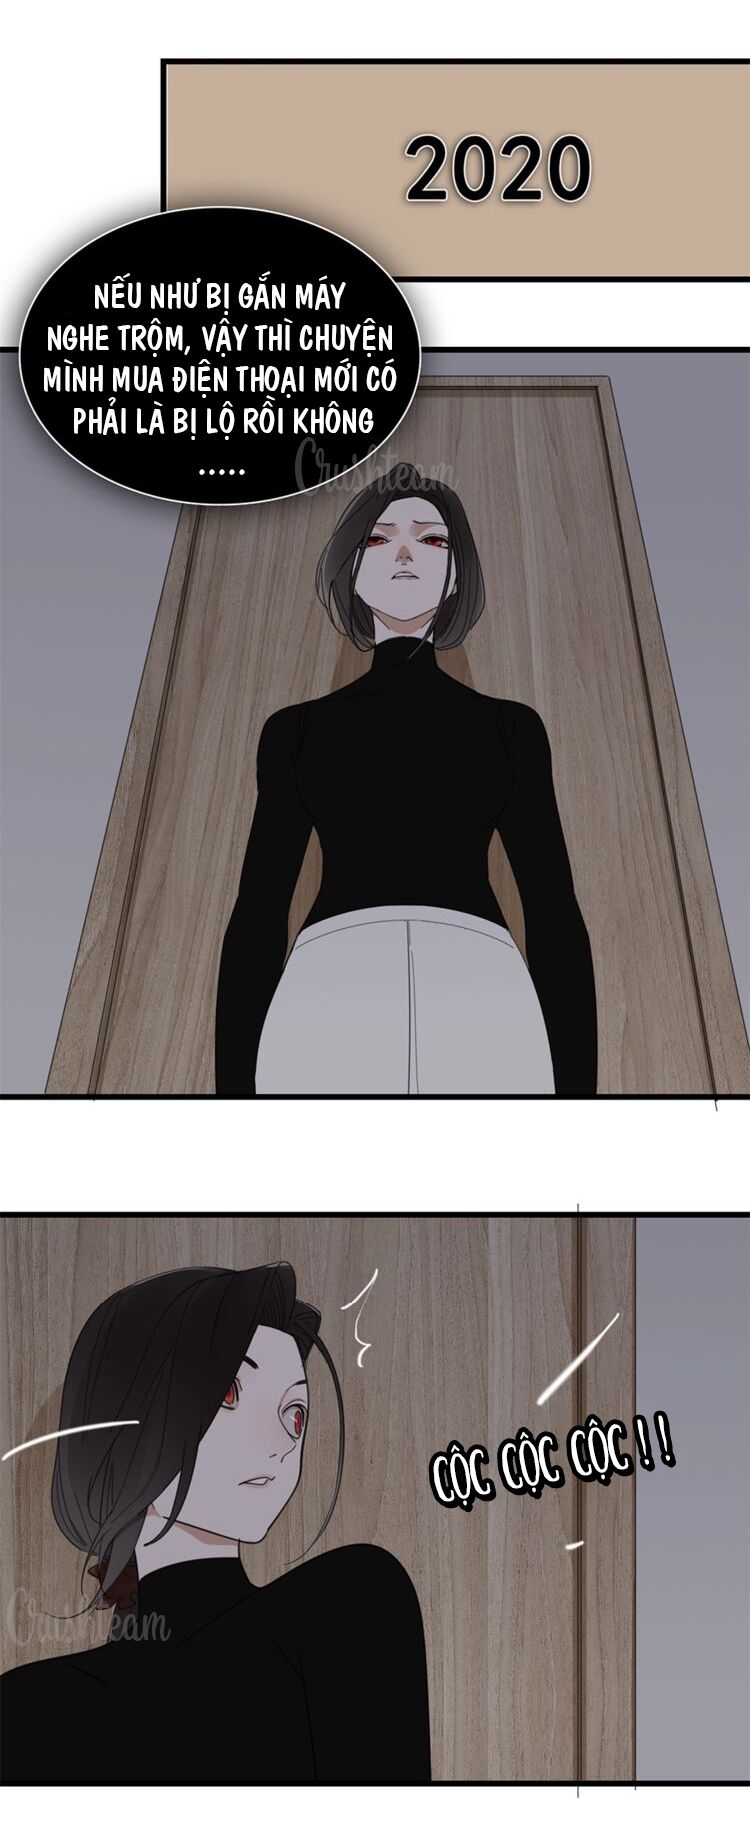 2020
NẾU NHƯ BỊ GẮN MÁY
NGHE TRỘM, VẬY THÌ CHUYỆN
MÌNH MUA ĐIỆN THOẠI MỚI CÓ
PHẢI LÀ BỊ LỘ RỒI KHÔNG
.....
Crushteam
CỘC CỘC CỘC!!
Crushteam